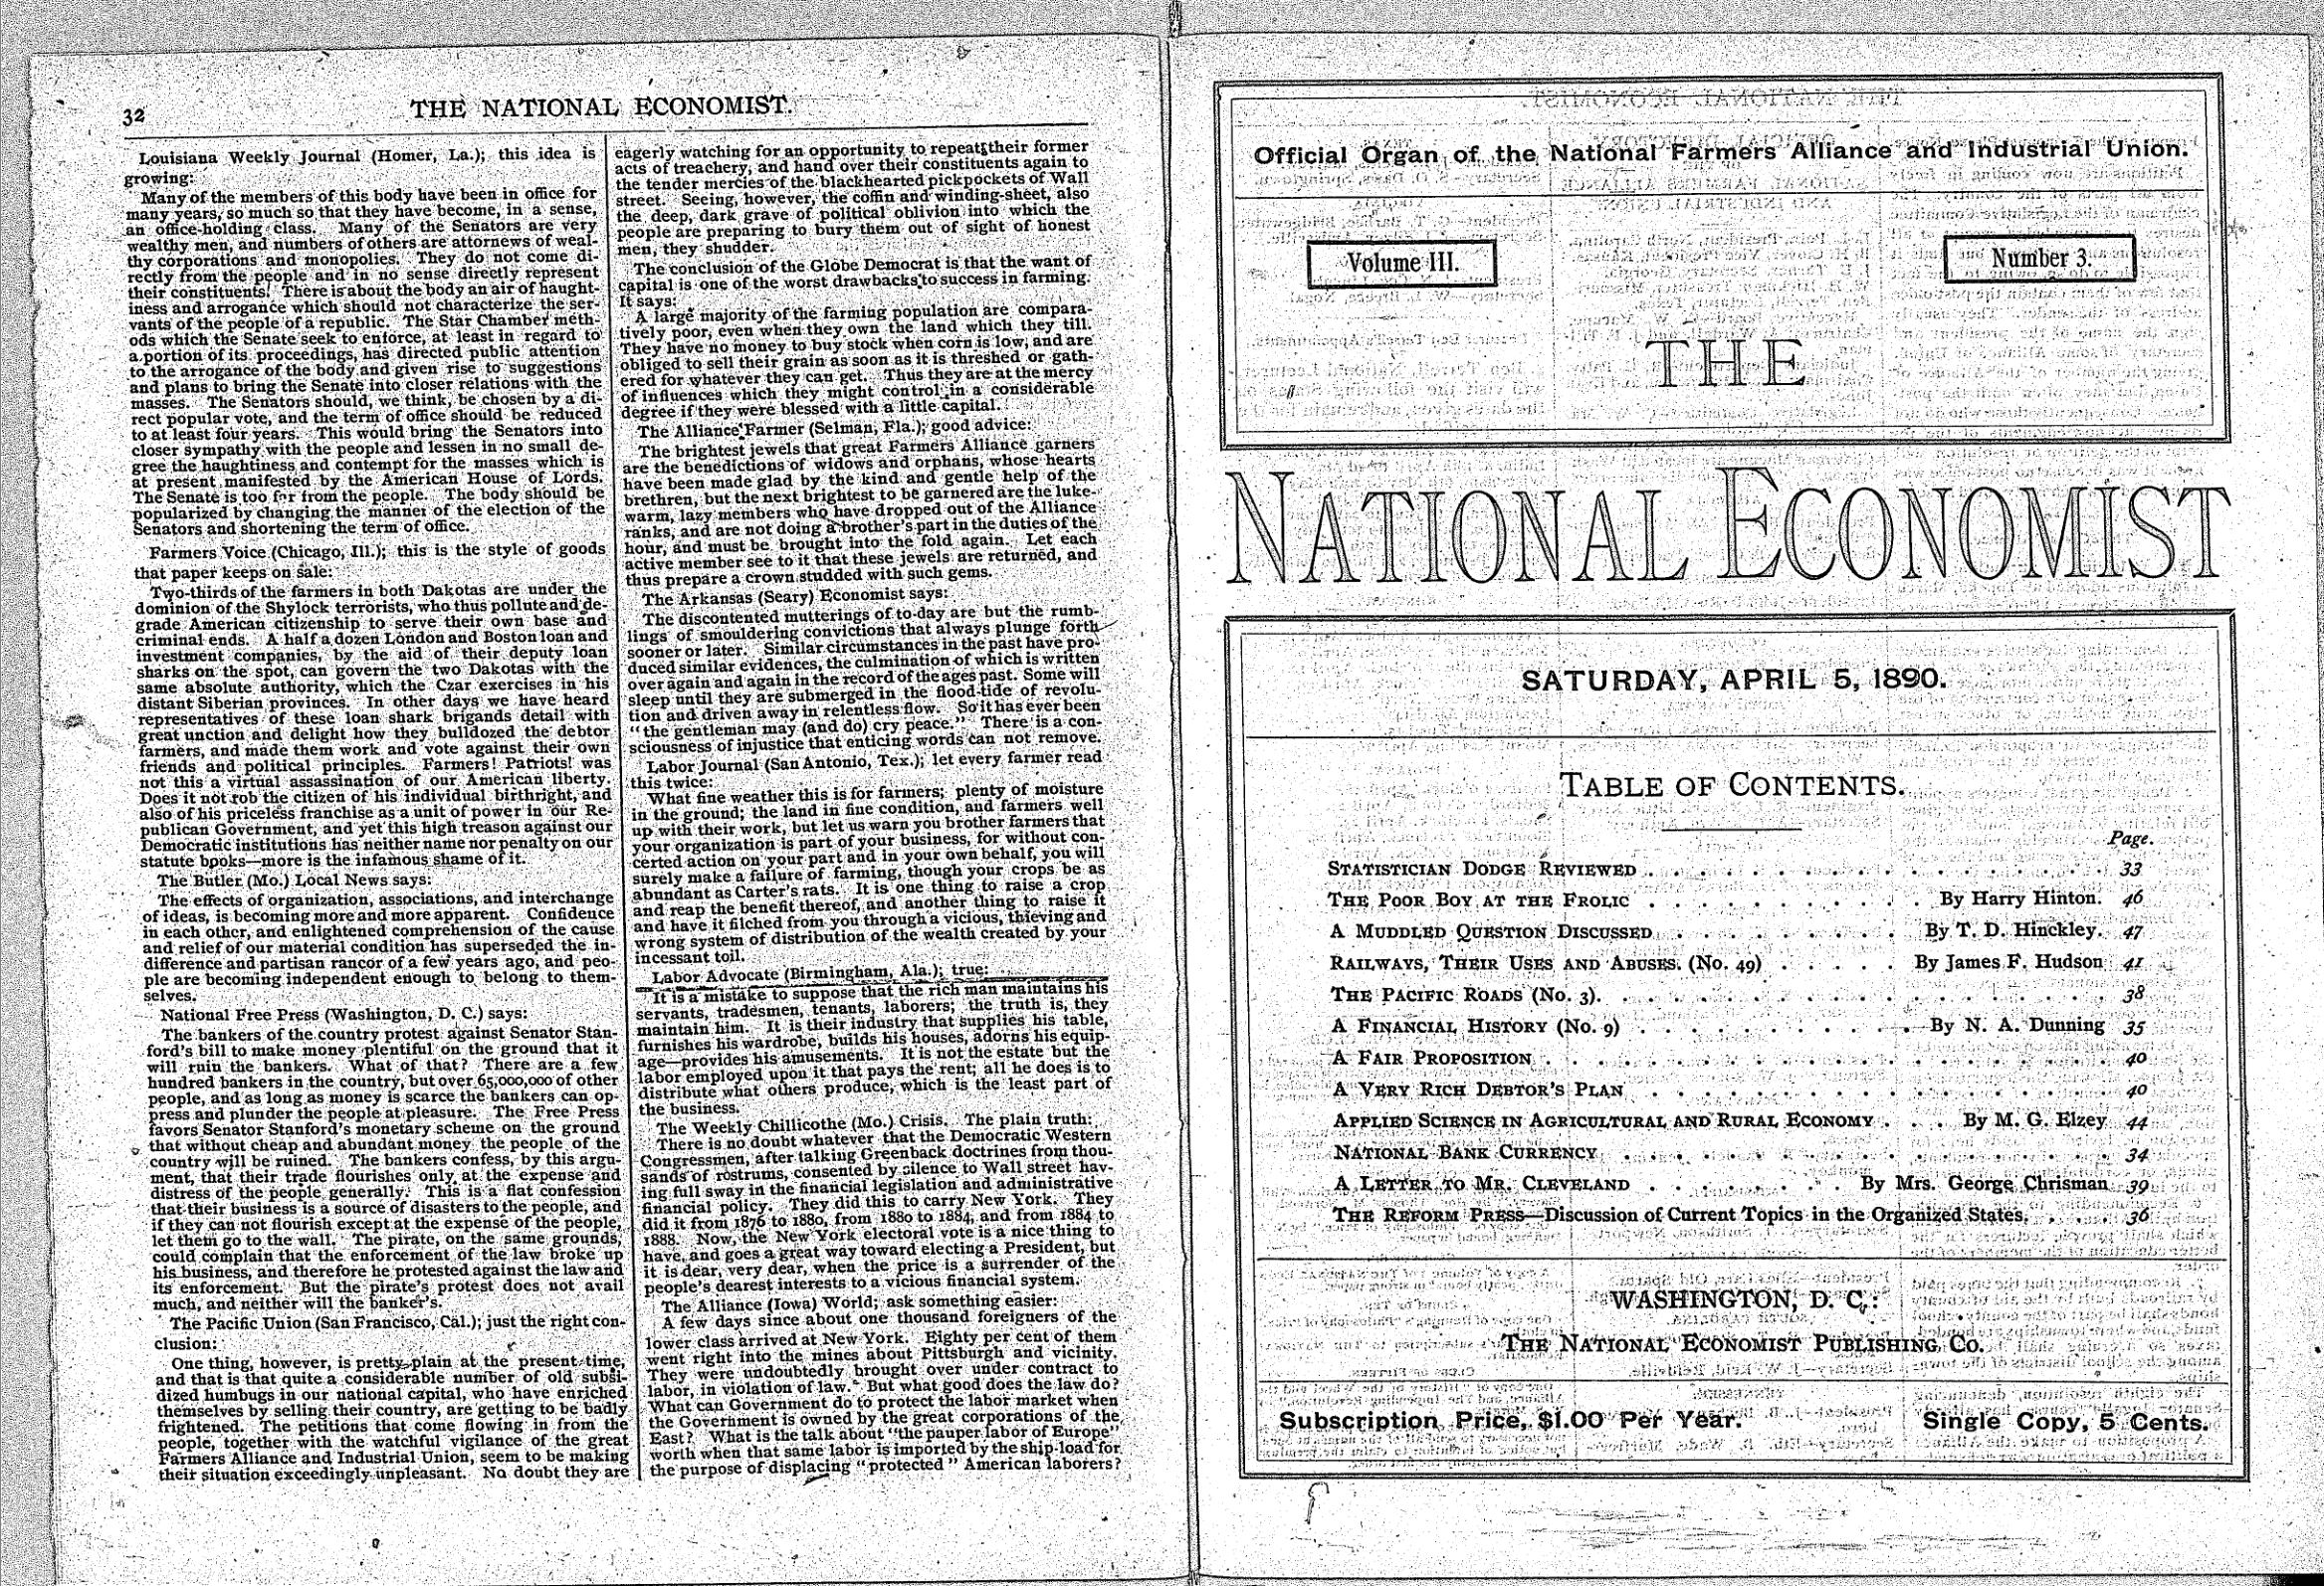 32
THE NATIONAL ECONOMIST.
Louisiana Weekly Journal (Homer, La.); this idea is
growing:
Many of the members of this body have been in office for
many years, so much so that they have become, in a sense,
an office-holding class. Many of the Senators are very
wealthy men, and numbers of others are attornews of weal-
thy corporations and monopolies. They do not come di-
rectly from the people and in no sense directly represent
their constituents! There is about the body an air of haught-
iness and arrogance which should not characterize the ser-
vants of the people of a republic. The Star Chamber meth-
ods which the Senate seek to enforce, at least in regard to
a portion of its proceedings, has directed public attention
to the arrogance of the body and given rise to suggestions
and plans to bring the Senate into closer relations with the
masses. The Senators should, we think, be chosen by a di-
rect popular vote, and the term of office should be reduced
to at least four years. This would bring the Senators into
closer sympathy with the people and lessen in no small de-
gree the haughtiness and contempt for the masses which is
at present manifested by the American House of Lords.
The Senate is too far from the people. The body should be
popularized by changing the manner of the election of the
Senators and shortening the term of office.
Farmers Voice (Chicago, Ill.); this is the style of goods
that paper keeps on sale:
Two-thirds of the farmers in both Dakotas are under the
dominion of the Shylock terrorists, who thus pollute and de-
grade American citizenship to serve their own base and
criminal ends. A half a dozen London and Boston loan and
investment companies, by the aid of their deputy loan
sharks on the spot, can govern the two Dakotas with the
same absolute authority, which the Czar exercises in his
distant Siberian provinces. In other days we have heard
representatives of these loan shark brigands detail with
great unction and delight how they bulldozed the debtor
farmers, and made them work and vote against their own
friends and political principles. Farmers! Patriots! was
not this a virtual assassination of our American liberty.
Does it not rob the citizen of his individual birthright, and
also of his priceless franchise as a unit of power in our Re-
publican Government, and yet this high treason against our
Democratic institutions has neither name nor penalty on our
statute books—more is the infamous shame of it.
The Butler (Mo.) Local News says:
The effects of organization, associations, and interchange
of ideas, is becoming more and more apparent. Confidence
in each other, and enlightened comprehension of the cause
and relief of our material condition has superseded the in-
difference and partisan rancor of a few years ago, and peo-
ple are becoming independent enough to belong to them-
selves.
National Free Press (Washington, D. C.) says:
The bankers of the country protest against Senator Stan-
ford's bill to make money plentiful on the ground that it
will ruin the bankers. What of that? There are a few
hundred bankers in the country, but over 65,000,000 of other
people, and as long as money is scarce the bankers can op-
press and plunder the people at pleasure. The Free Press
favors Senator Stanford's monetary scheme on the ground
that without cheap and abundant money the people of the
country will be ruined. The bankers confess, by this argu-
ment, that their trade flourishes only at the expense and
distress of the people generally. This is a flat confession
that their business is a source of disasters to the people, and
if they can not flourish except at the expense of the people,
let them go to the wall. The pirate, on the same grounds,
could complain that the enforcement of the law broke up
his business, and therefore he protested against the law and
its enforcement. But the pirate's protest does not avail
much, and neither will the banker's.
The Pacific Union (San Francisco, Cal.); just the right con-
clusion:
One thing, however, is pretty plain at the present time,
and that is that quite a considerable number of old subsi-
dized humbugs in our national capital, who have enriched
themselves by selling their country, are getting to be badly
frightened. The petitions that come flowing in from the
people, together with the watchful vigilance of the great
Farmers Alliance and Industrial Union, seem to be making
their situation exceedingly unpleasant. No doubt they are
eagerly watching for an opportunity to repeat their former
acts of treachery, and hand over their constituents again to
the tender mercies of the blackhearted pickpockets of Wall
street. Seeing, however, the coffin and winding-sheet, also
the deep, dark grave of political oblivion into which the
people are preparing to bury them out of sight of honest
men, they shudder.
The conclusion of the Globe Democrat is that the want of
capital is one of the worst drawbacks to success in farming.
It says:
A large majority of the farming population are compara-
tively poor, even when they own the land which they till.
They have no money to buy stock when corn is low, and are
obliged to sell their grain as soon as it is threshed or gath-
ered for whatever they can get. Thus they are at the mercy
of influences which they might control in a considerable
degree if they were blessed with a little capital.
The Alliance Farmer (Selman, Fla.); good advice:
The brightest jewels that great Farmers Alliance garners
are the benedictions of widows and orphans, whose hearts
have been made glad by the kind and gentle help of the
brethren, but the next brightest to be garnered are the luke-
warm, lazy members who have dropped out of the Alliance
ranks, and are not doing a brother's part in the duties of the
hour, and must be brought into the fold again. Let each
active member see to it that these jewels are returned, and
thus prepare a crown studded with such gems.
The Arkansas (Seary) Economist says:
The discontented mutterings of to-day are but the rumb-
lings of smouldering convictions that always plunge forth
sooner or later. Similar circumstances in the past have pro-
duced similar evidences, the culmination of which is written
over again and again in the record of the ages past. Some will
sleep until they are submerged in the flood-tide of revolu-
tion and driven away in relentless flow. So it has ever been
"the gentleman may (and do) cry peace." There is a con-
sciousness of injustice that enticing words can not remove.
Labor Journal (San Antonio, Tex.); let every farmer read
this twice:
What fine weather this is for farmers; plenty of moisture
in the ground; the land in fine condition, and farmers well
up with their work, but let us warn you brother farmers that
your organization is part of your business, for without con-
certed action on your part and in your own behalf, you will
surely make a failure of farming, though your crops be as
abundant as Carter's rats. It is one thing to raise a crop
and reap the benefit thereof, and another thing to raise it
and have it filched from you through a vicious, thieving and
wrong system of distribution of the wealth created by your
incessant toil.
Labor Advocate (Birmingham, Ala.); true:
It is a mistake to suppose that the rich man maintains his
servants, tradesmen, tenants, laborers; the truth is, they
maintain him. It is their industry that supplies his table,
furnishes his wardrobe, builds his houses, adorns his equip-
age—provides his amusements. It is not the estate but the
labor employed upon it that pays the rent; all he does is to
distribute what others produce, which is the least part of
the business.
The Weekly Chillicothe (Mo.) Crisis. The plain truth:
There is no doubt whatever that the Democratic Western
Congressmen, after talking Greenback doctrines from thou-
sands of rostrums, consented by silence to Wall street hav-
ing full sway in the financial legislation and administrative
financial policy. They did this to carry New York. They
did it from 1876 to 1880, from 1880 to 1884, and from 1884 to
1888. Now, the New York electoral vote is a nice thing to
have, and goes a great way toward electing a President, but
it is dear, very dear, when the price is a surrender of the
people's dearest interests to a vicious financial system.
The Alliance (Iowa) World; ask something easier:
A few days since about one thousand foreigners of the
lower class arrived at New York. Eighty per cent of them
went right into the mines about Pittsburgh and vicinity.
They were undoubtedly brought over under contract to
labor, in violation of law. But what good does the law do?
What can Government do to protect the labor market when
the Government is owned by the great corporations of the
East? What is the talk about "the pauper labor of Europe"
worth when that same labor is imported by the ship-load for
the purpose of displacing "protected" American laborers?
Official Organ of the National Farmers Alliance and Industrial Union.
Volume III.
Number 3.
THE
NATIONAL ECONOMIST
SATURDAY, APRIL 5, 1890.
TABLE OF CONTENTS.
Page.
STATISTICIAN DODGE REVIEWED . . . 33
THE POOR BOY AT THE FROLIC . . . By Harry Hinton. 46
A MUDDLED QUESTION DISCUSSED . . . By T. D. Hinckley. 47
RAILWAYS, THEIR USES AND ABUSES. (No. 49) . . . By James F. Hudson 41
THE PACIFIC ROADS (No. 3). . . . 38
A FINANCIAL HISTORY (No. 9) . . . By N. A. Dunning 35
A FAIR PROPOSITION . . . 40
A VERY RICH DEBTOR'S PLAN . . . 40
APPLIED SCIENCE IN AGRICULTURAL AND RURAL ECONOMY . . . By M. G. Elzey 44
NATIONAL BANK CURRENCY . . . 34
A LETTER TO MR. CLEVELAND . . . By Mrs. George Chrisman 39
THE REFORM PRESS—Discussion of Current Topics in the Organized States. . . . 36
WASHINGTON, D. C.:
THE NATIONAL ECONOMIST PUBLISHING CO.
Subscription Price, $1.00 Per Year.
Single Copy, 5 Cents.